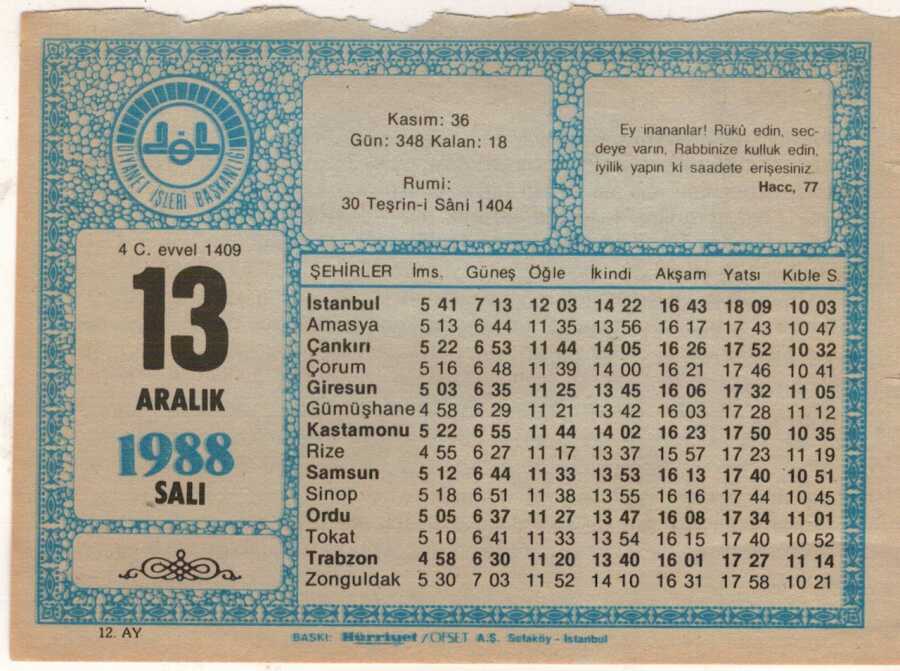 DİYANET İŞLERİ BAŞKANLIĞI
4 C. evvel 1409
13
ARALIK
1988
SALI
Kasım: 36
Gün: 348 Kalan: 18
Rumi:
30 Teşrin-i Sâni 1404
Ey inananlar! Rükû edin, sec-
deye varın, Rabbinize kulluk edin,
iyilik yapın ki saadete erişesiniz.
Hacc, 77
ŞEHİRLER İms. Güneş Öğle İkindi Akşam Yatsı Kıble S.
İstanbul 5 41 7 13 12 03 14 22 16 43 18 09 10 03
Amasya 5 13 6 44 11 35 13 56 16 17 17 43 10 47
Çankırı 5 22 6 53 11 44 14 05 16 26 17 52 10 32
Çorum 5 16 6 48 11 39 14 00 16 21 17 46 10 41
Giresun 5 03 6 35 11 25 13 45 16 06 17 32 11 05
Gümüşhane 4 58 6 29 11 21 13 42 16 03 17 28 11 12
Kastamonu 5 22 6 55 11 44 14 02 16 23 17 50 10 35
Rize 4 55 6 27 11 17 13 37 15 57 17 23 11 19
Samsun 5 12 6 44 11 33 13 53 16 13 17 40 10 51
Sinop 5 18 6 51 11 38 13 55 16 16 17 44 10 45
Ordu 5 05 6 37 11 27 13 47 16 08 17 34 11 01
Tokat 5 10 6 41 11 33 13 54 16 15 17 40 10 52
Trabzon 4 58 6 30 11 20 13 40 16 01 17 27 11 14
Zonguldak 5 30 7 03 11 52 14 10 16 31 17 58 10 21
12. AY
BASKI: Hürriyet / OFSET A.Ş. Sefaköy - İstanbul